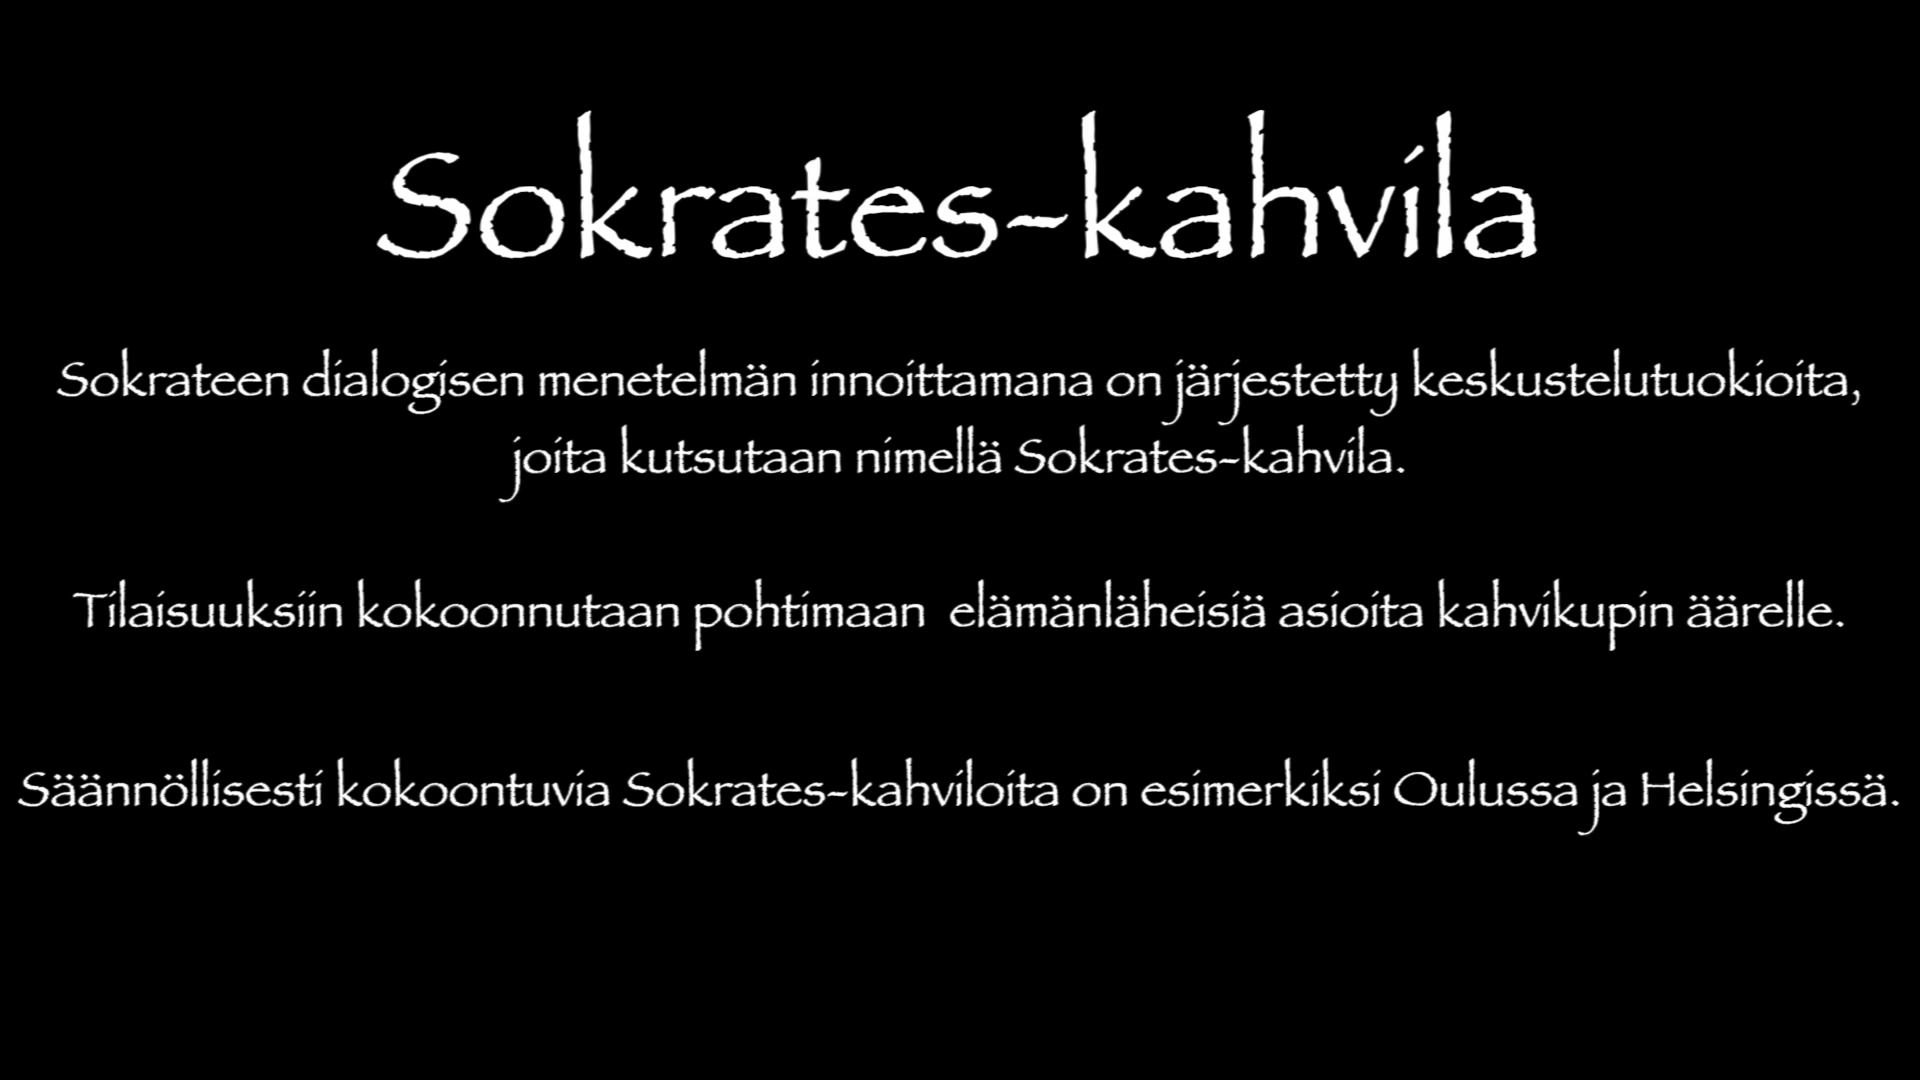 Sokrates-kahvila
Sokrateen dialogisen menetelmän innoittamana on järjestetty keskustelutuokioita,
joita kutsutaan nimellä Sokrates-kahvila.
Tilaisuuksiin kokoonnutaan pohtimaan  elämänläheisiä asioita kahvikupin äärelle.
Säännöllisesti kokoontuvia Sokrates-kahviloita on esimerkiksi Oulussa ja Helsingissä.